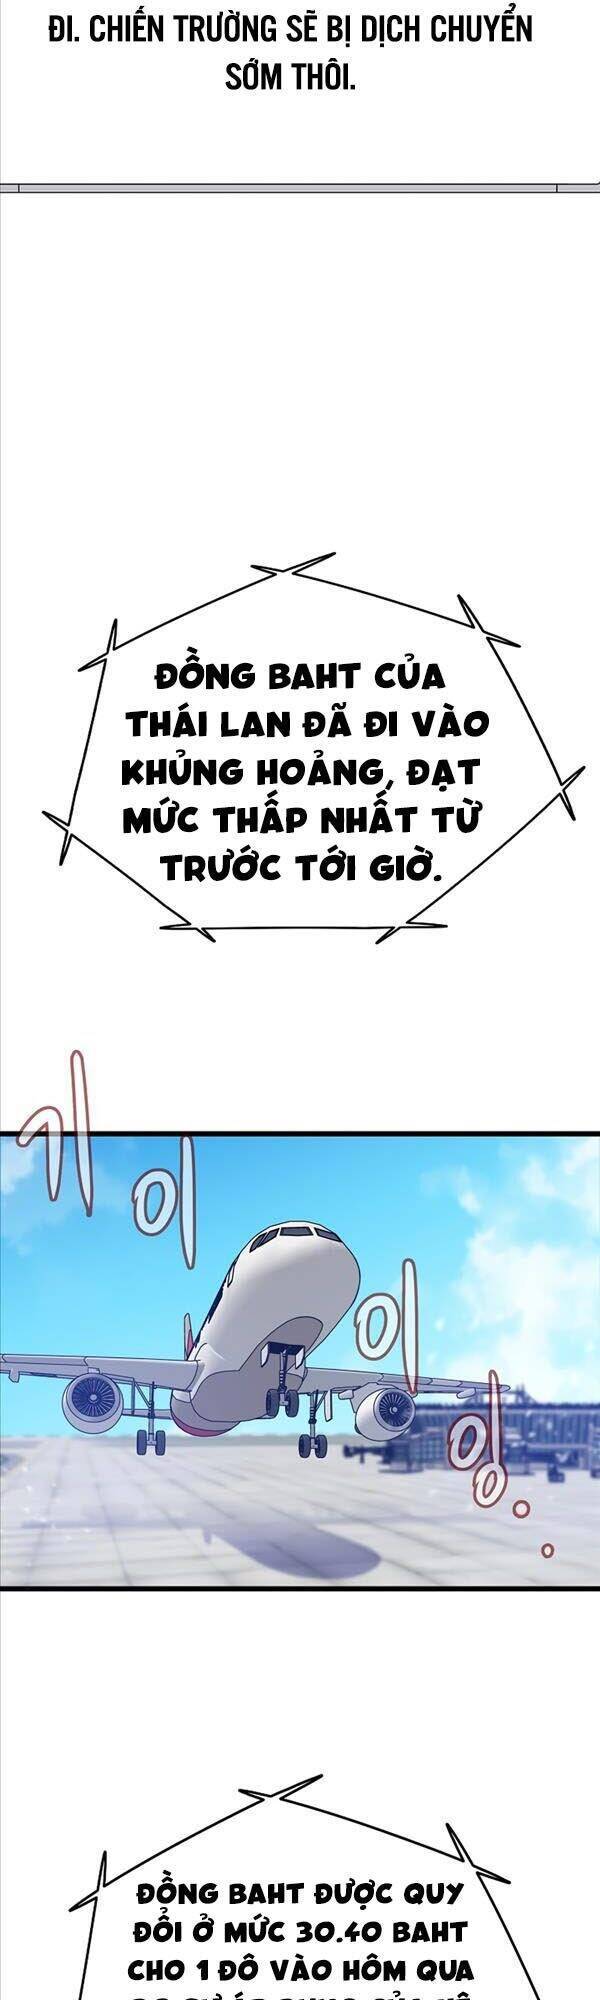 ĐI. CHIẾN TRƯỜNG SẼ BỊ DỊCH CHUYỂN
SỚM THÔI.
ĐỒNG BAHT CỦA
THÁI LAN ĐÃ ĐI VÀO
KHỦNG HOẢNG, ĐẠT
MỨC THẤP NHẤT TỪ
TRƯỚC TỚI GIỜ.
기이
이잉..
ĐỒNG BAHT ĐƯỢC QUY
ĐỔI Ở MỨC 30.40 BAHT
CHO 1 ĐÔ VÀO HÔM QUA